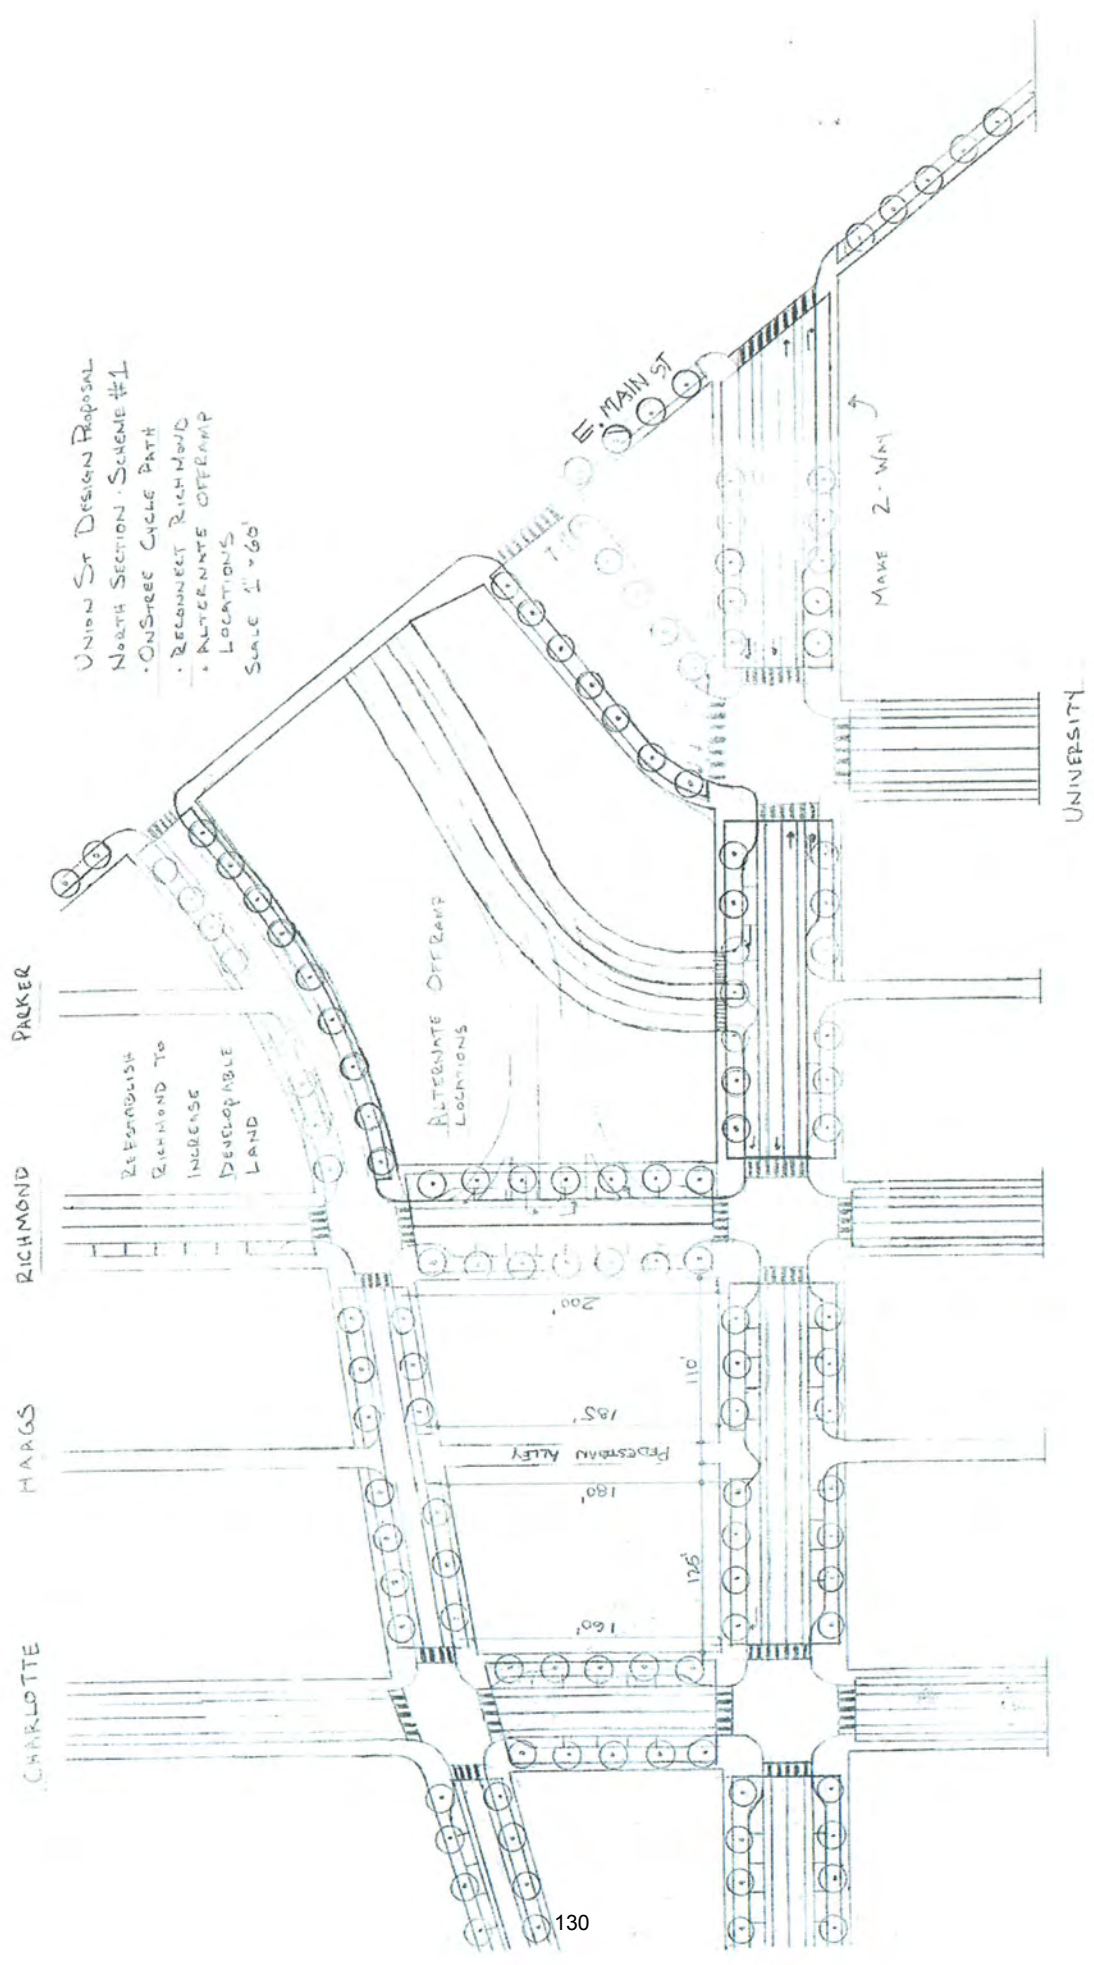 UNION ST DESIGN PROPOSAL
NORTH SECTION · SCHEME #1
· ONSTREE CYCLE PATH
· RECONNECT RICHMOND
· ALTERNATE OFFRAMP
LOCATIONS
SCALE 1" = 60'
E. MAIN ST
MAKE 2-WAY
UNIVERSITY
PARKER
REESTABLISH
RICHMOND TO
INCREASE
DEVELOPABLE
LAND
ALTERNATE OFFRAMP
LOCATIONS
RICHMOND
200'
110'
185'
HAAGS
PEDESTRIAN ALLEY
180'
125'
160'
CHARLOTTE
130